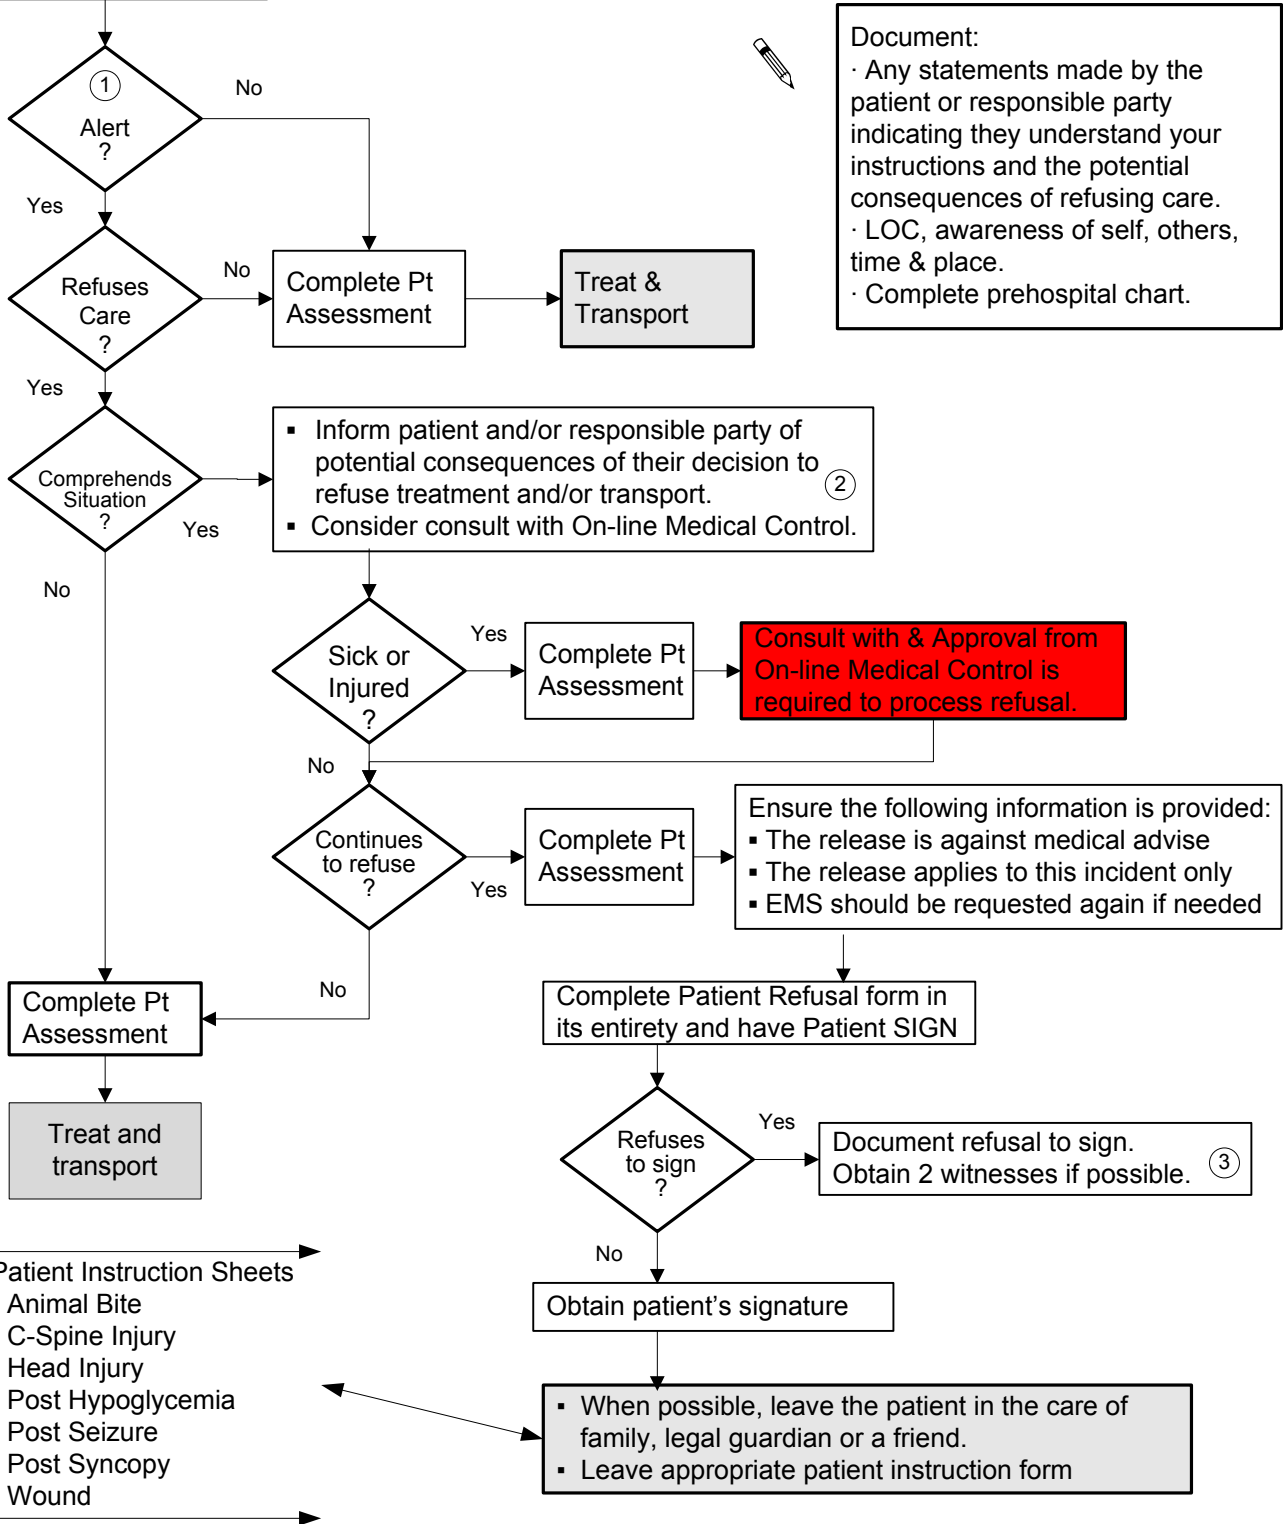 Document:
· Any statements made by the
patient or responsible party
indicating they understand your
instructions and the potential
consequences of refusing care.
· LOC, awareness of self, others,
time & place.
· Complete prehospital chart.
1
Alert
?
No
Yes
Refuses
Care
?
No
Complete Pt
Assessment
Treat &
Transport
Yes
Comprehends
Situation
?
Yes
No
▪ Inform patient and/or responsible party of
potential consequences of their decision to
refuse treatment and/or transport.
▪ Consider consult with On-line Medical Control.
2
Sick or
Injured
?
Yes
Complete Pt
Assessment
Consult with & Approval from
On-line Medical Control is
required to process refusal.
No
Continues
to refuse
?
Yes
Complete Pt
Assessment
Ensure the following information is provided:
▪ The release is against medical advise
▪ The release applies to this incident only
▪ EMS should be requested again if needed
No
Complete Pt
Assessment
Treat and
transport
Complete Patient Refusal form in
its entirety and have Patient SIGN
Refuses
to sign
?
Yes
Document refusal to sign.
Obtain 2 witnesses if possible.
3
No
Obtain patient's signature
▪ When possible, leave the patient in the care of
family, legal guardian or a friend.
▪ Leave appropriate patient instruction form
Patient Instruction Sheets
Animal Bite
C-Spine Injury
Head Injury
Post Hypoglycemia
Post Seizure
Post Syncopy
Wound